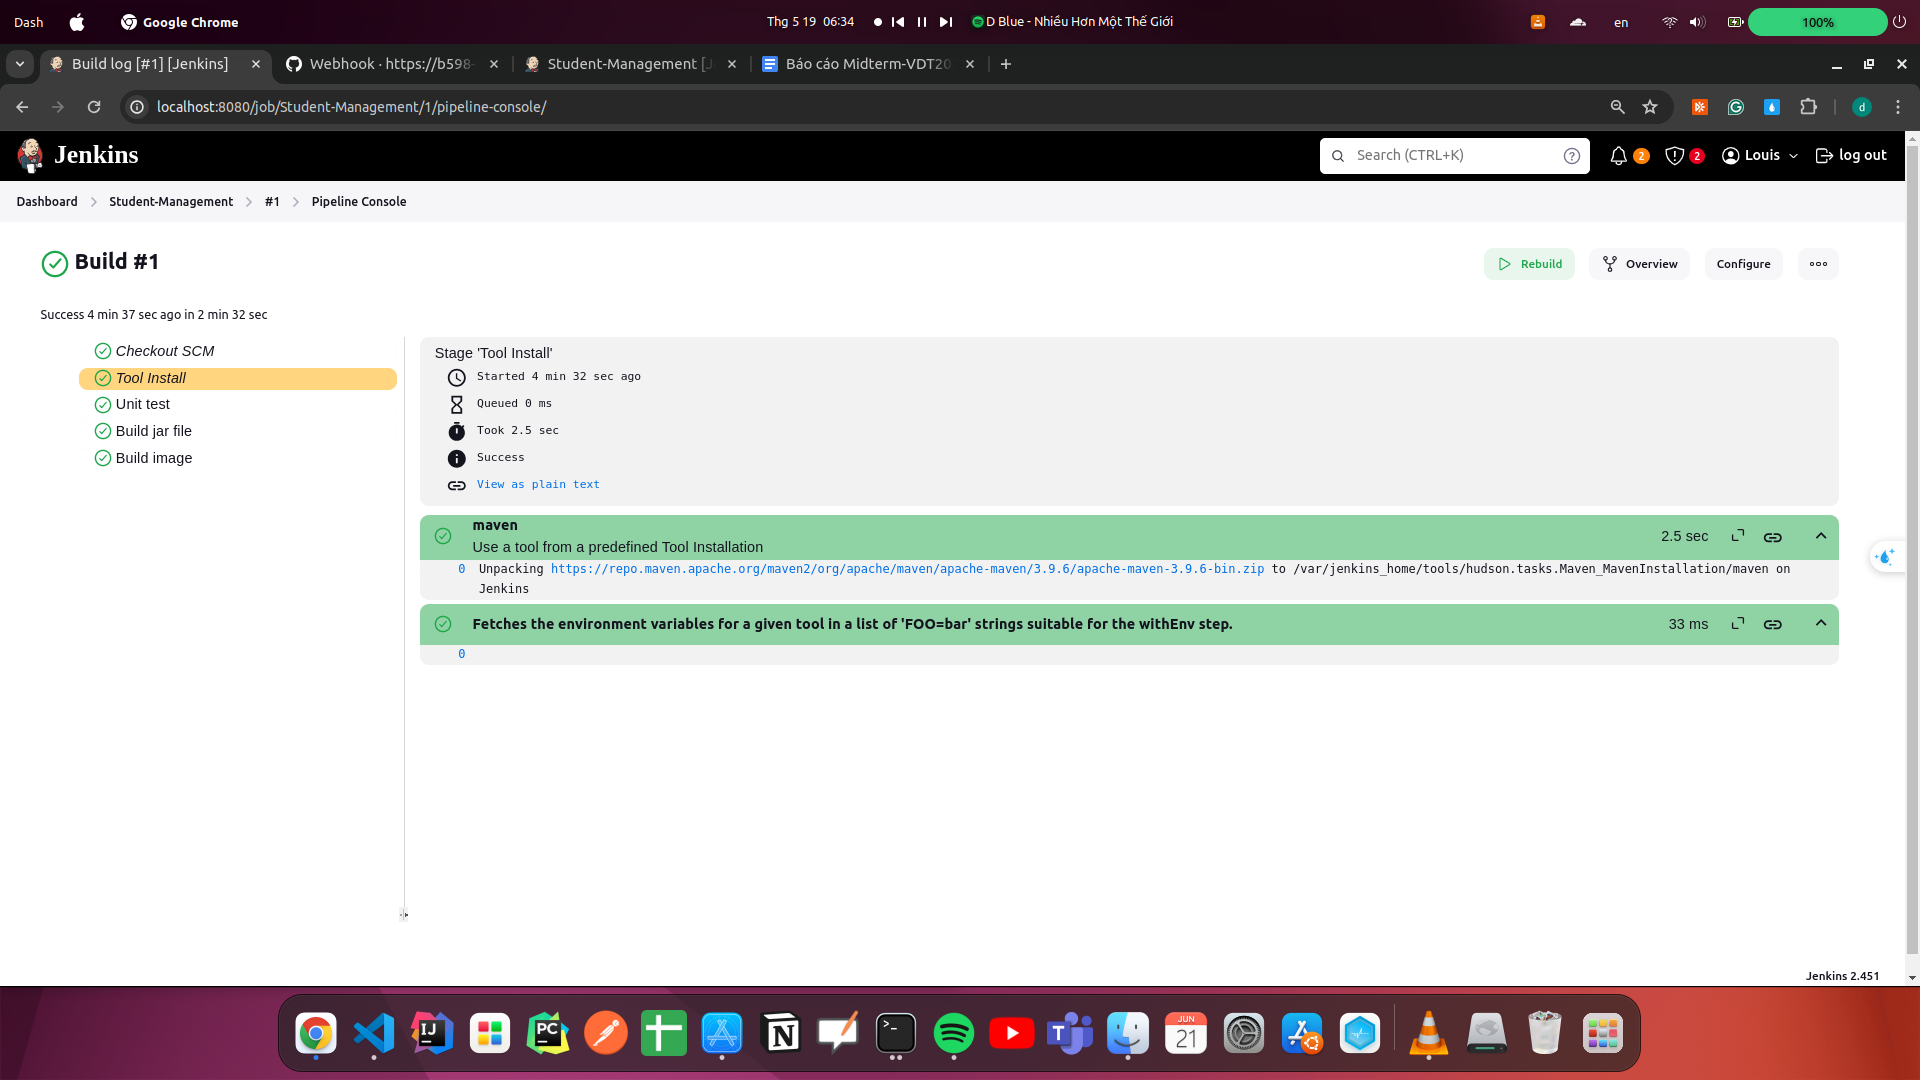 Dash
Google Chrome
Thg 5 19 06:34
D Blue - Nhiều Hơn Một Thế Giới
en
100%
Build log [#1] [Jenkins]
Webhook · https://b598-
Student-Management [J
Báo cáo Midterm-VDT20
localhost:8080/job/Student-Management/1/pipeline-console/
d
Jenkins
Search (CTRL+K)
2
2
Louis
log out
Dashboard
Student-Management
#1
Pipeline Console
Build #1
Rebuild
Overview
Configure
Success 4 min 37 sec ago in 2 min 32 sec
Checkout SCM
Tool Install
Unit test
Build jar file
Build image
Stage 'Tool Install'
Started 4 min 32 sec ago
Queued 0 ms
Took 2.5 sec
Success
View as plain text
maven
Use a tool from a predefined Tool Installation
2.5 sec
0 Unpacking https://repo.maven.apache.org/maven2/org/apache/maven/apache-maven/3.9.6/apache-maven-3.9.6-bin.zip to /var/jenkins_home/tools/hudson.tasks.Maven_MavenInstallation/maven on
Jenkins
Fetches the environment variables for a given tool in a list of 'FOO=bar' strings suitable for the withEnv step.
33 ms
0
Jenkins 2.451
IJ
PC
N
T
JUN
21